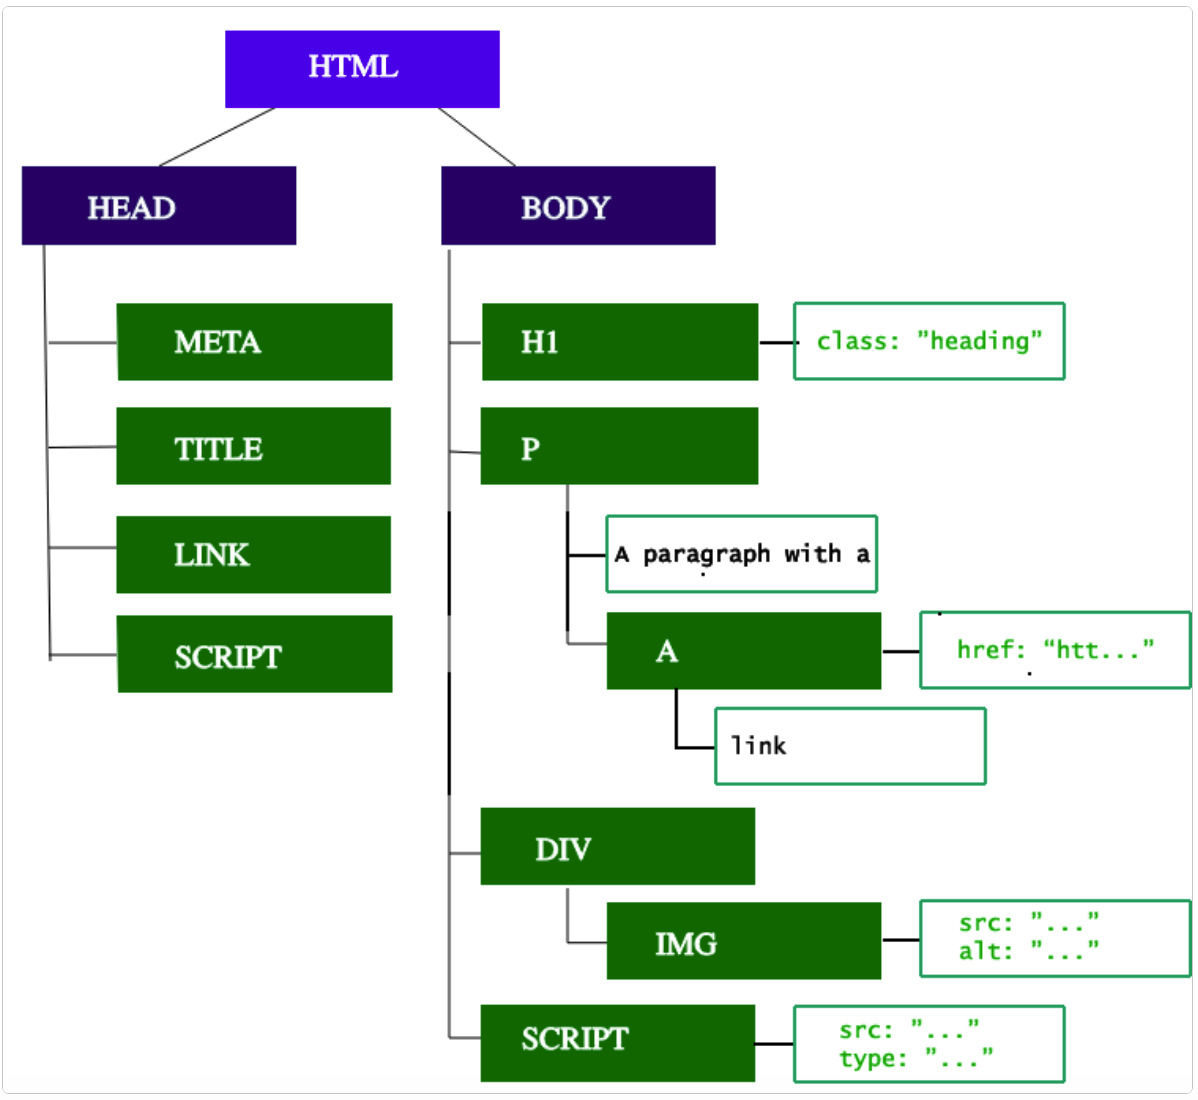 HTML
HEAD
BODY
META
TITLE
LINK
SCRIPT
H1
class: ”heading”
P
A paragraph with a
A
href: “htt...”
link
DIV
IMG
src: ”...”
alt: ”...”
SCRIPT
src: ”...”
type: ”...”